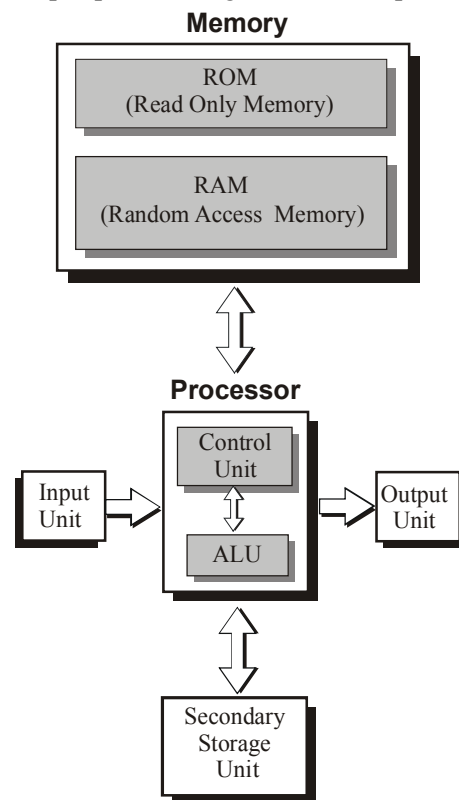 Memory
ROM
(Read Only Memory)
RAM
(Random Access Memory)
Processor
Control
Unit
Input
Unit
Output
Unit
ALU
Secondary
Storage
Unit